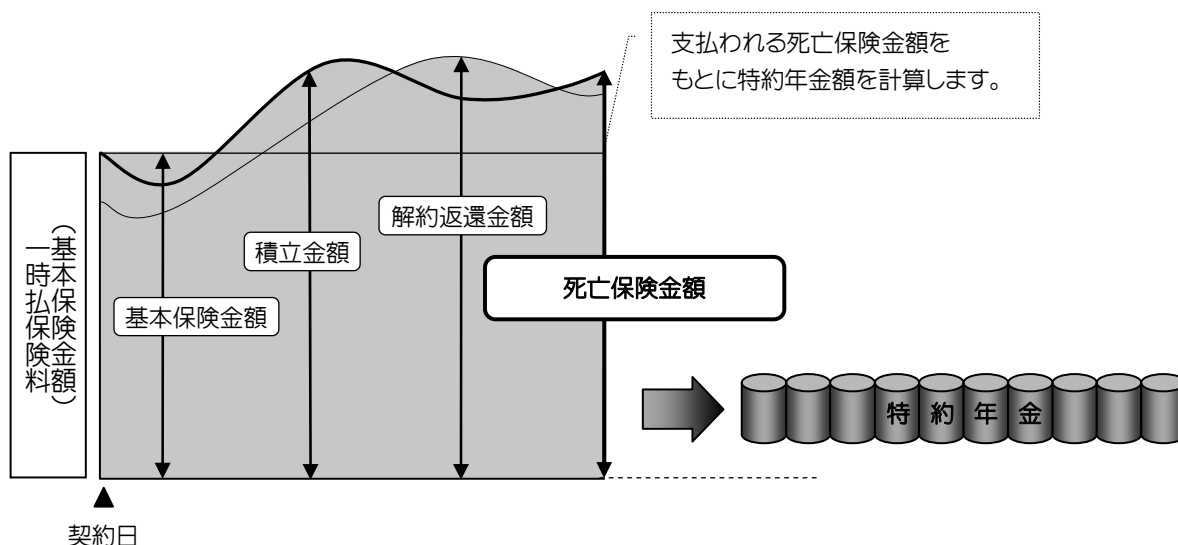 支払われる死亡保険金額を
もとに特約年金額を計算します。
一時払保険料
(基本保険金額)
基本保険金額
積立金額
解約返還金額
死亡保険金額
特約年金
契約日